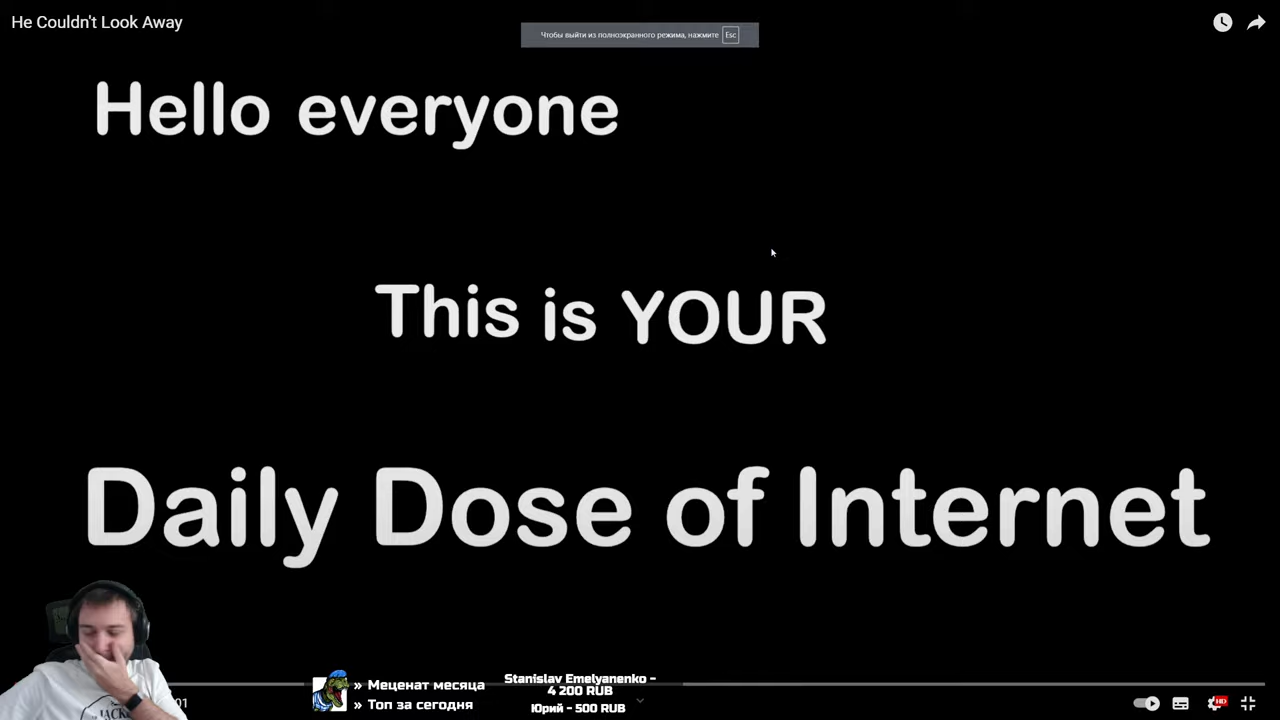 He Couldn't Look Away
Чтобы выйти из полноэкранного режима, нажмите Esc
Hello everyone
This is YOUR
Daily Dose of Internet
» Меценат месяца
» Топ за сегодня
Stanislav Emelyanenko -
4 200 RUB
Юрий - 500 RUB
HD